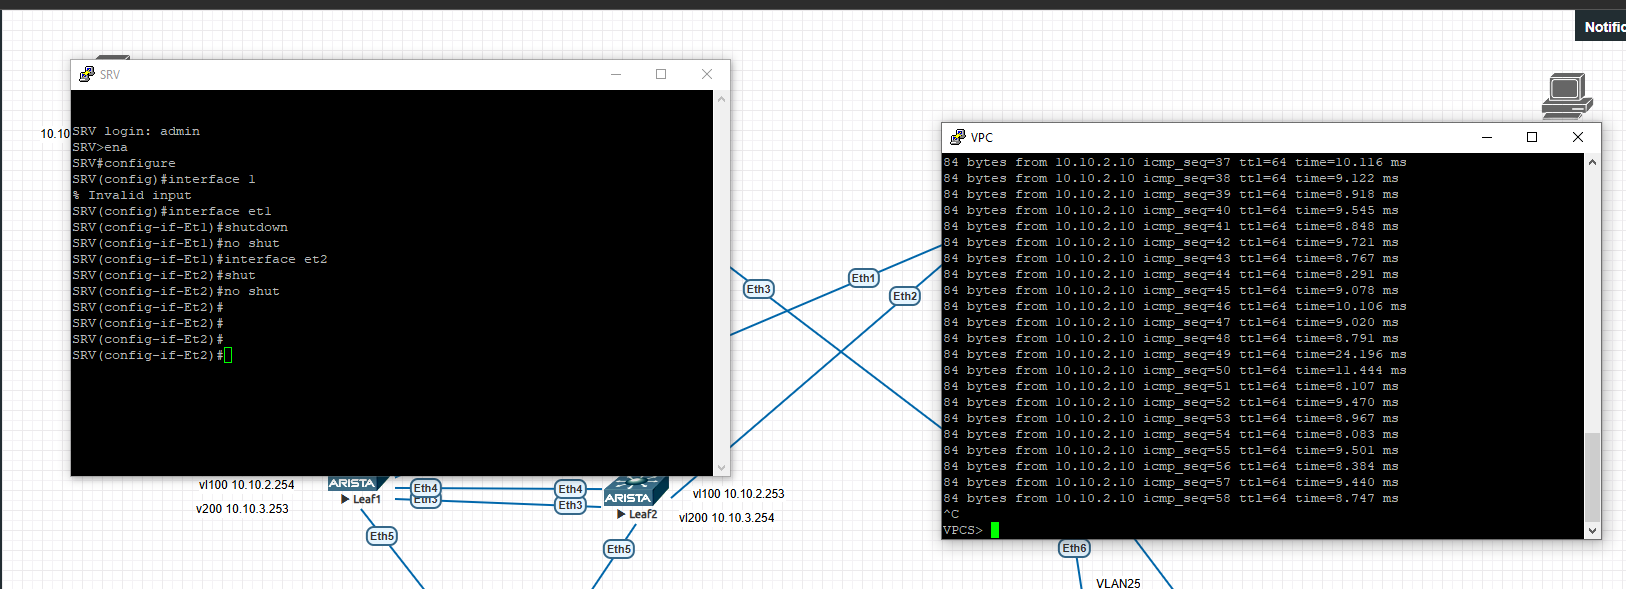 Notific
SRV
10.10
SRV login: admin
SRV>ena
SRV#configure
SRV(config)#interface l
% Invalid input
SRV(config)#interface et1
SRV(config-if-Et1)#shutdown
SRV(config-if-Et1)#no shut
SRV(config-if-Et1)#interface et2
SRV(config-if-Et2)#shut
SRV(config-if-Et2)#no shut
SRV(config-if-Et2)#
SRV(config-if-Et2)#
SRV(config-if-Et2)#
SRV(config-if-Et2)#
VPC
84 bytes from 10.10.2.10 icmp_seq=37 ttl=64 time=10.116 ms
84 bytes from 10.10.2.10 icmp_seq=38 ttl=64 time=9.122 ms
84 bytes from 10.10.2.10 icmp_seq=39 ttl=64 time=8.918 ms
84 bytes from 10.10.2.10 icmp_seq=40 ttl=64 time=9.545 ms
84 bytes from 10.10.2.10 icmp_seq=41 ttl=64 time=8.848 ms
84 bytes from 10.10.2.10 icmp_seq=42 ttl=64 time=9.721 ms
84 bytes from 10.10.2.10 icmp_seq=43 ttl=64 time=8.767 ms
84 bytes from 10.10.2.10 icmp_seq=44 ttl=64 time=8.291 ms
84 bytes from 10.10.2.10 icmp_seq=45 ttl=64 time=9.078 ms
84 bytes from 10.10.2.10 icmp_seq=46 ttl=64 time=10.106 ms
84 bytes from 10.10.2.10 icmp_seq=47 ttl=64 time=9.020 ms
84 bytes from 10.10.2.10 icmp_seq=48 ttl=64 time=8.791 ms
84 bytes from 10.10.2.10 icmp_seq=49 ttl=64 time=24.196 ms
84 bytes from 10.10.2.10 icmp_seq=50 ttl=64 time=11.444 ms
84 bytes from 10.10.2.10 icmp_seq=51 ttl=64 time=8.107 ms
84 bytes from 10.10.2.10 icmp_seq=52 ttl=64 time=9.470 ms
84 bytes from 10.10.2.10 icmp_seq=53 ttl=64 time=8.967 ms
84 bytes from 10.10.2.10 icmp_seq=54 ttl=64 time=8.083 ms
84 bytes from 10.10.2.10 icmp_seq=55 ttl=64 time=9.501 ms
84 bytes from 10.10.2.10 icmp_seq=56 ttl=64 time=8.384 ms
84 bytes from 10.10.2.10 icmp_seq=57 ttl=64 time=9.440 ms
84 bytes from 10.10.2.10 icmp_seq=58 ttl=64 time=8.747 ms
^C
VPCS>
Eth3
Eth1
Eth2
vl100 10.10.2.254
v200 10.10.3.253
ARISTA
Leaf1
Eth4
Eth3
Eth4
Eth3
ARISTA
Leaf2
vl100 10.10.2.253
vl200 10.10.3.254
Eth5
Eth5
Eth6
VLAN25